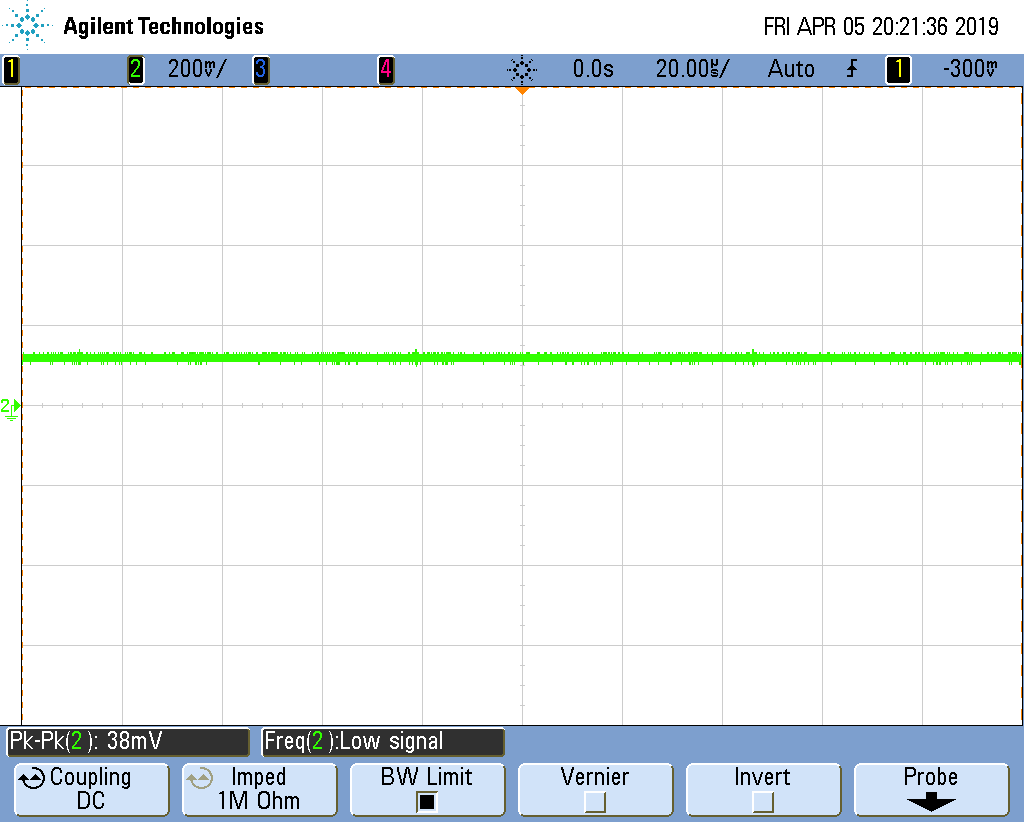 Agilent Technologies FRI APR 05 20:21:36 2019
1 2 200mV/ 3 4 0.0s 20.00µs/ Auto 1 -300mV
2
Pk-Pk(2): 38mV Freq(2):Low signal
Coupling Imped BW Limit Vernier Invert Probe
DC 1M Ohm